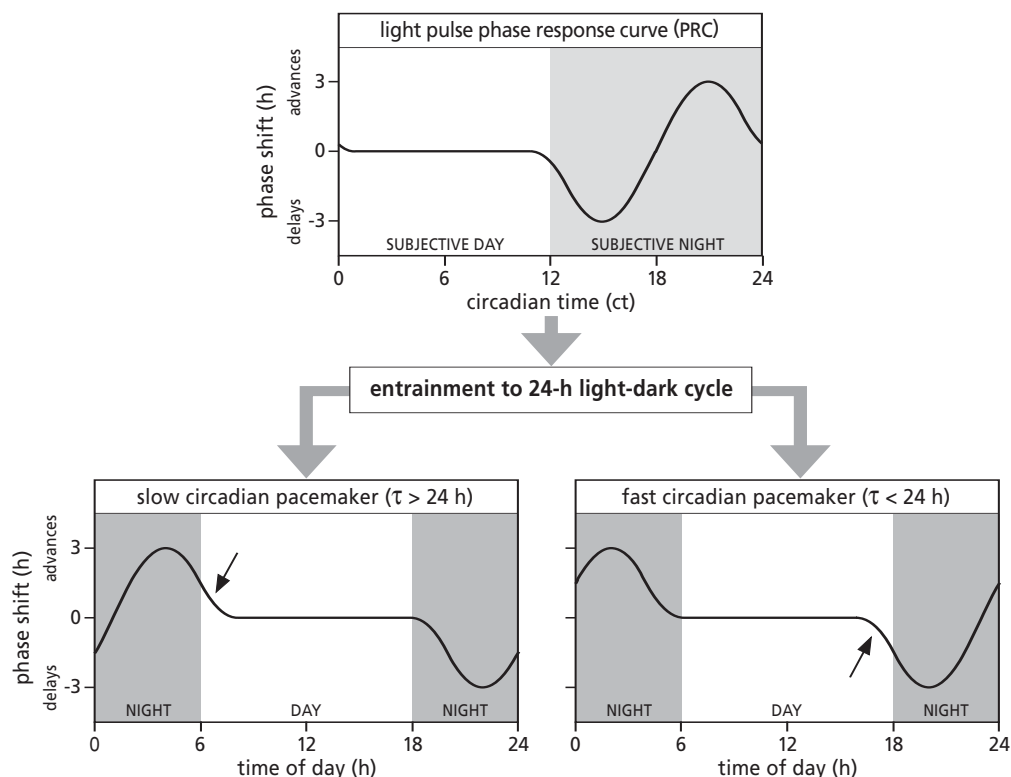 light pulse phase response curve (PRC)
phase shift (h)
advances
delays
3
0
-3
SUBJECTIVE DAY
SUBJECTIVE NIGHT
0 6 12 18 24
circadian time (ct)
entrainment to 24-h light-dark cycle
slow circadian pacemaker (τ > 24 h)
phase shift (h)
advances
delays
3
0
-3
NIGHT DAY NIGHT
0 6 12 18 24
time of day (h)
fast circadian pacemaker (τ < 24 h)
NIGHT DAY NIGHT
0 6 12 18 24
time of day (h)